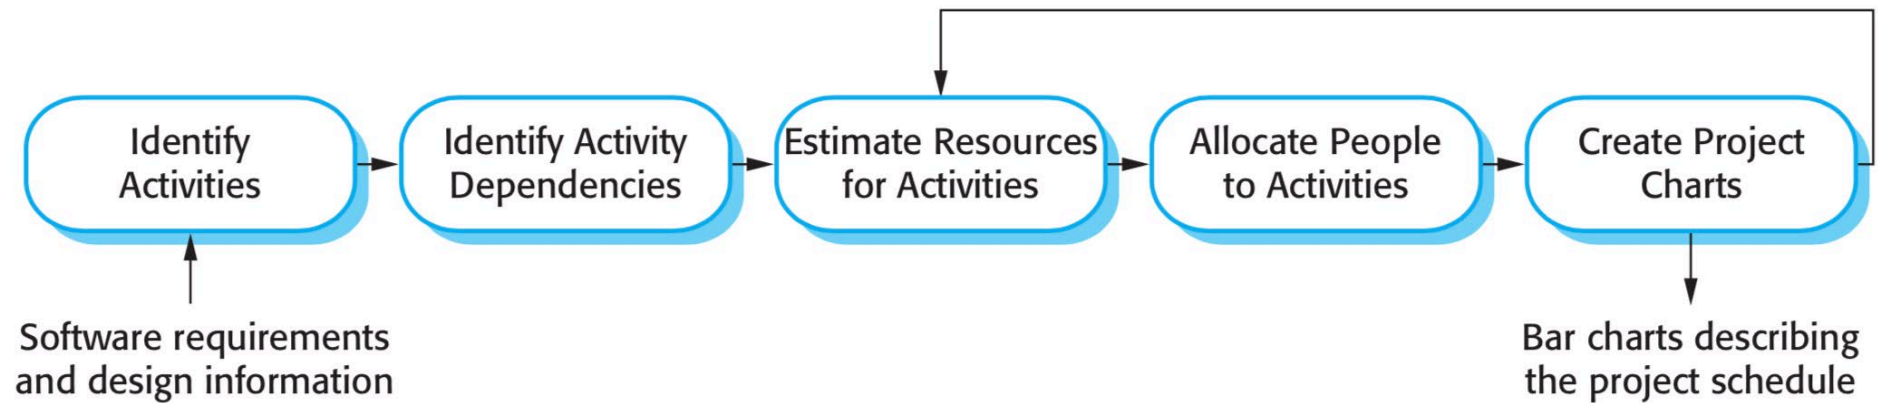 Identify
Activities
Identify Activity
Dependencies
Estimate Resources
for Activities
Allocate People
to Activities
Create Project
Charts
Software requirements
and design information
Bar charts describing
the project schedule